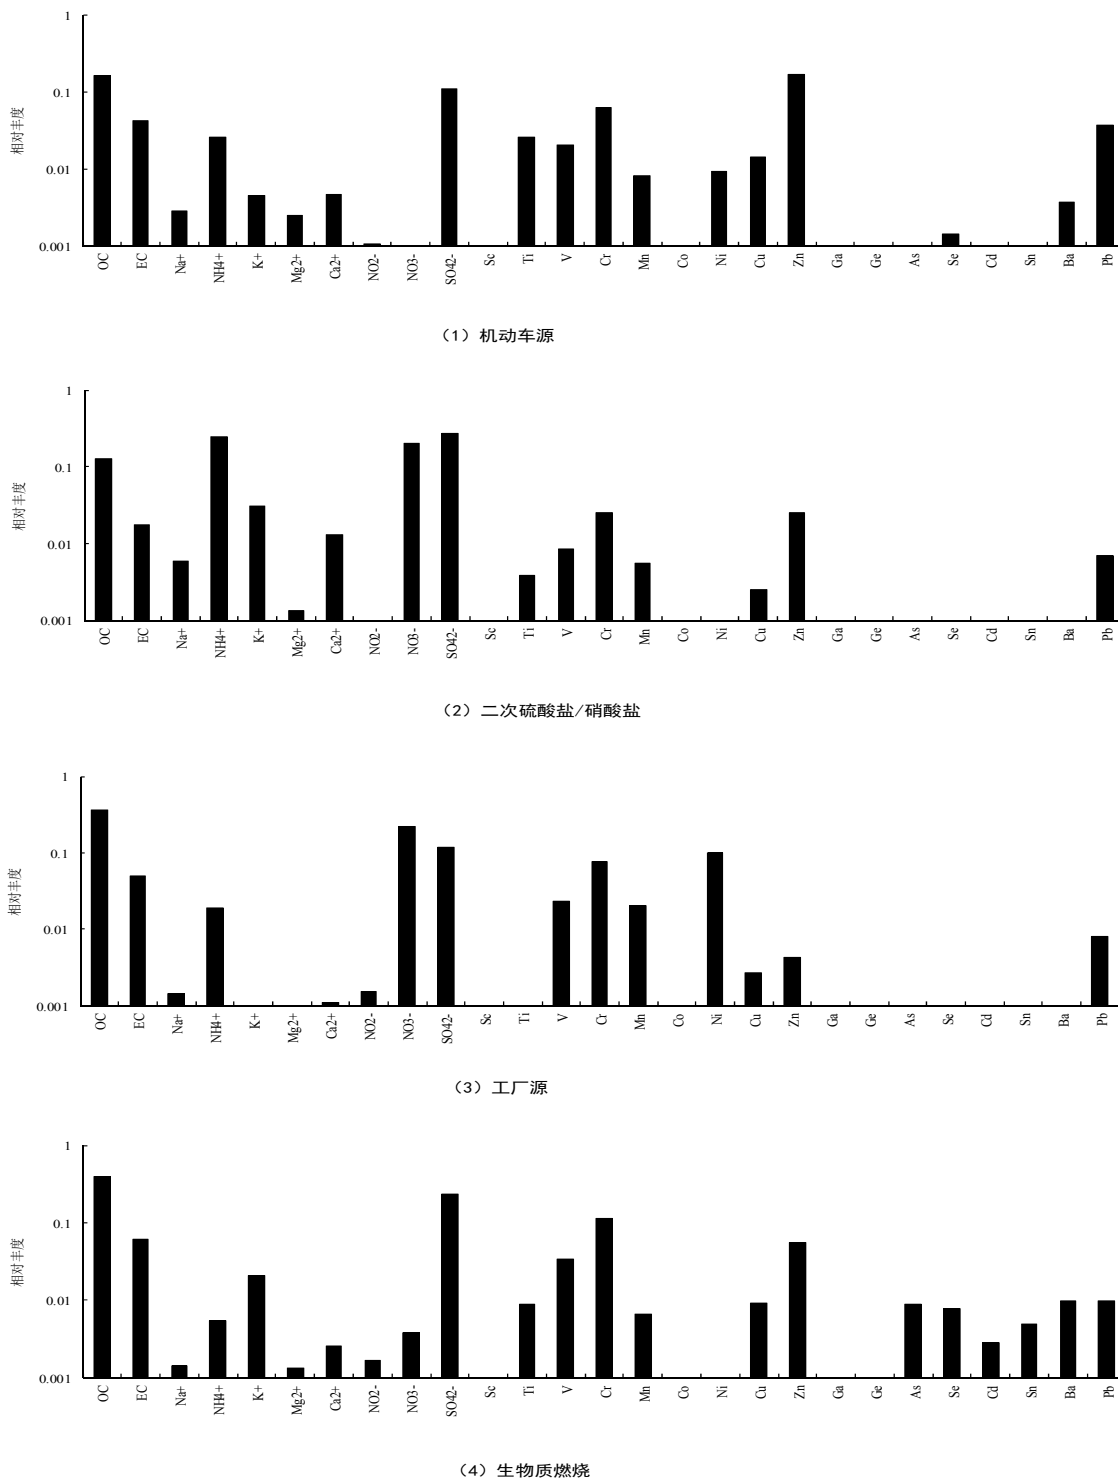 1
0.1
0.01
0.001
相对丰度
OC EC Na+ NH4+ K+ Mg2+ Ca2+ NO2- NO3- SO42- Sc Ti V Cr Mn Co Ni Cu Zn Ga Ge As Se Cd Sn Ba Pb
（1）机动车源
1
0.1
0.01
0.001
相对丰度
OC EC Na+ NH4+ K+ Mg2+ Ca2+ NO2- NO3- SO42- Sc Ti V Cr Mn Co Ni Cu Zn Ga Ge As Se Cd Sn Ba Pb
（2）二次硫酸盐/硝酸盐
1
0.1
0.01
0.001
相对丰度
OC EC Na+ NH4+ K+ Mg2+ Ca2+ NO2- NO3- SO42- Sc Ti V Cr Mn Co Ni Cu Zn Ga Ge As Se Cd Sn Ba Pb
（3）工厂源
1
0.1
0.01
0.001
相对丰度
OC EC Na+ NH4+ K+ Mg2+ Ca2+ NO2- NO3- SO42- Sc Ti V Cr Mn Co Ni Cu Zn Ga Ge As Se Cd Sn Ba Pb
（4）生物质燃烧